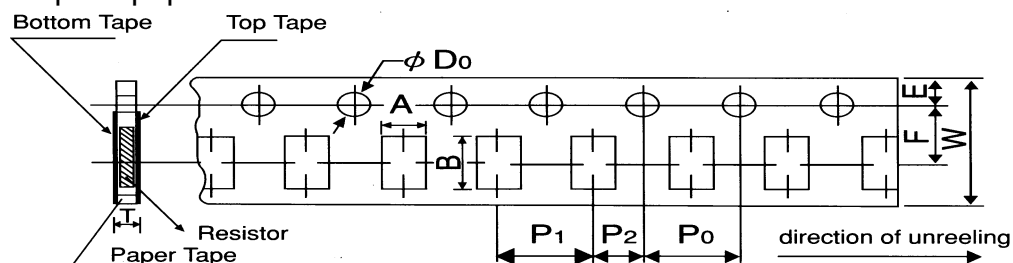 Bottom Tape
Top Tape
ϕ D0
A
B
E
F
W
T
Resistor
Paper Tape
P1
P2
P0
direction of unreeling